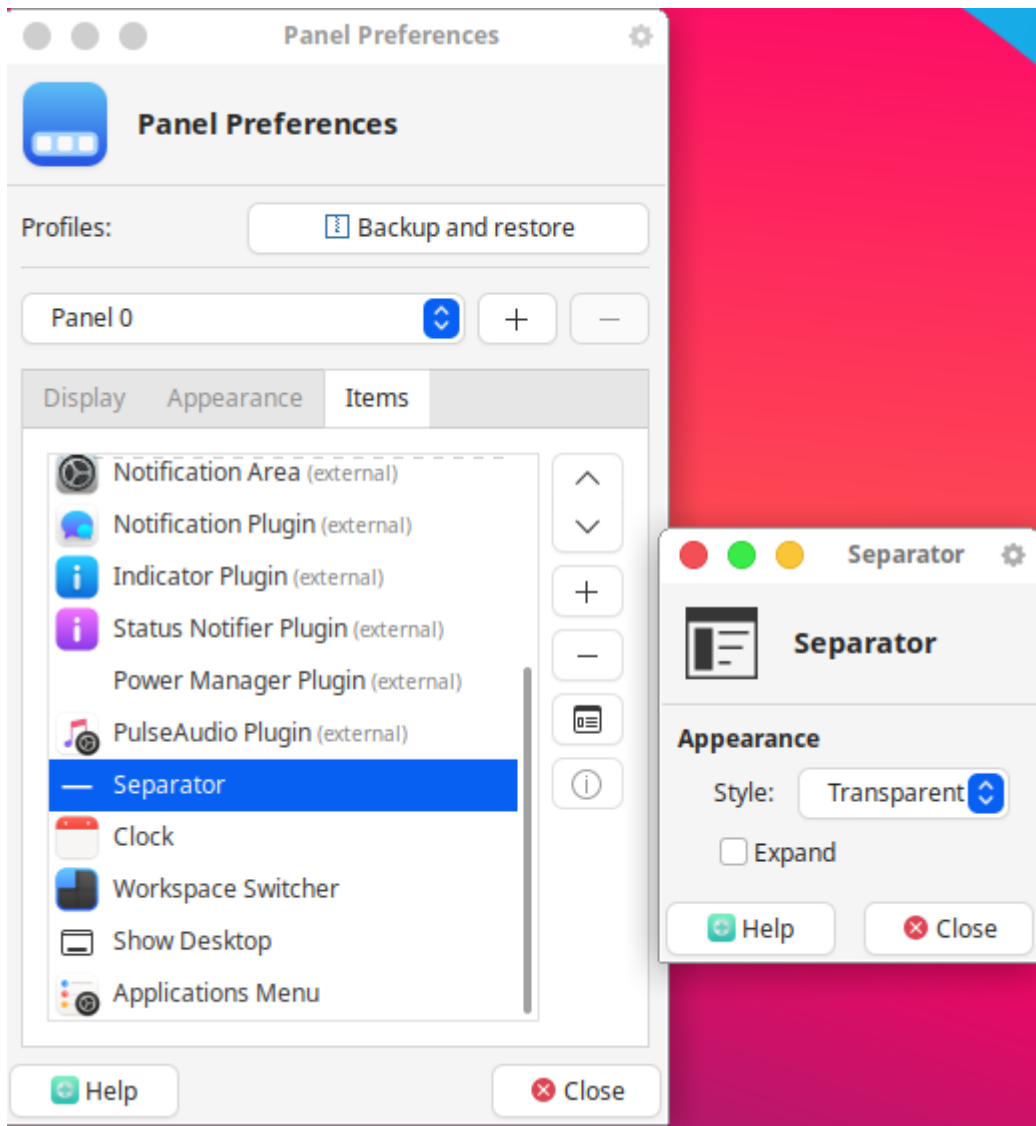 Panel Preferences
Panel Preferences
Profiles:
Backup and restore
Panel 0
Display Appearance Items
Notification Area (external)
Notification Plugin (external)
Indicator Plugin (external)
Status Notifier Plugin (external)
Power Manager Plugin (external)
PulseAudio Plugin (external)
Separator
Clock
Workspace Switcher
Show Desktop
Applications Menu
Help
Close
Separator
Separator
Appearance
Style: Transparent
Expand
Help
Close